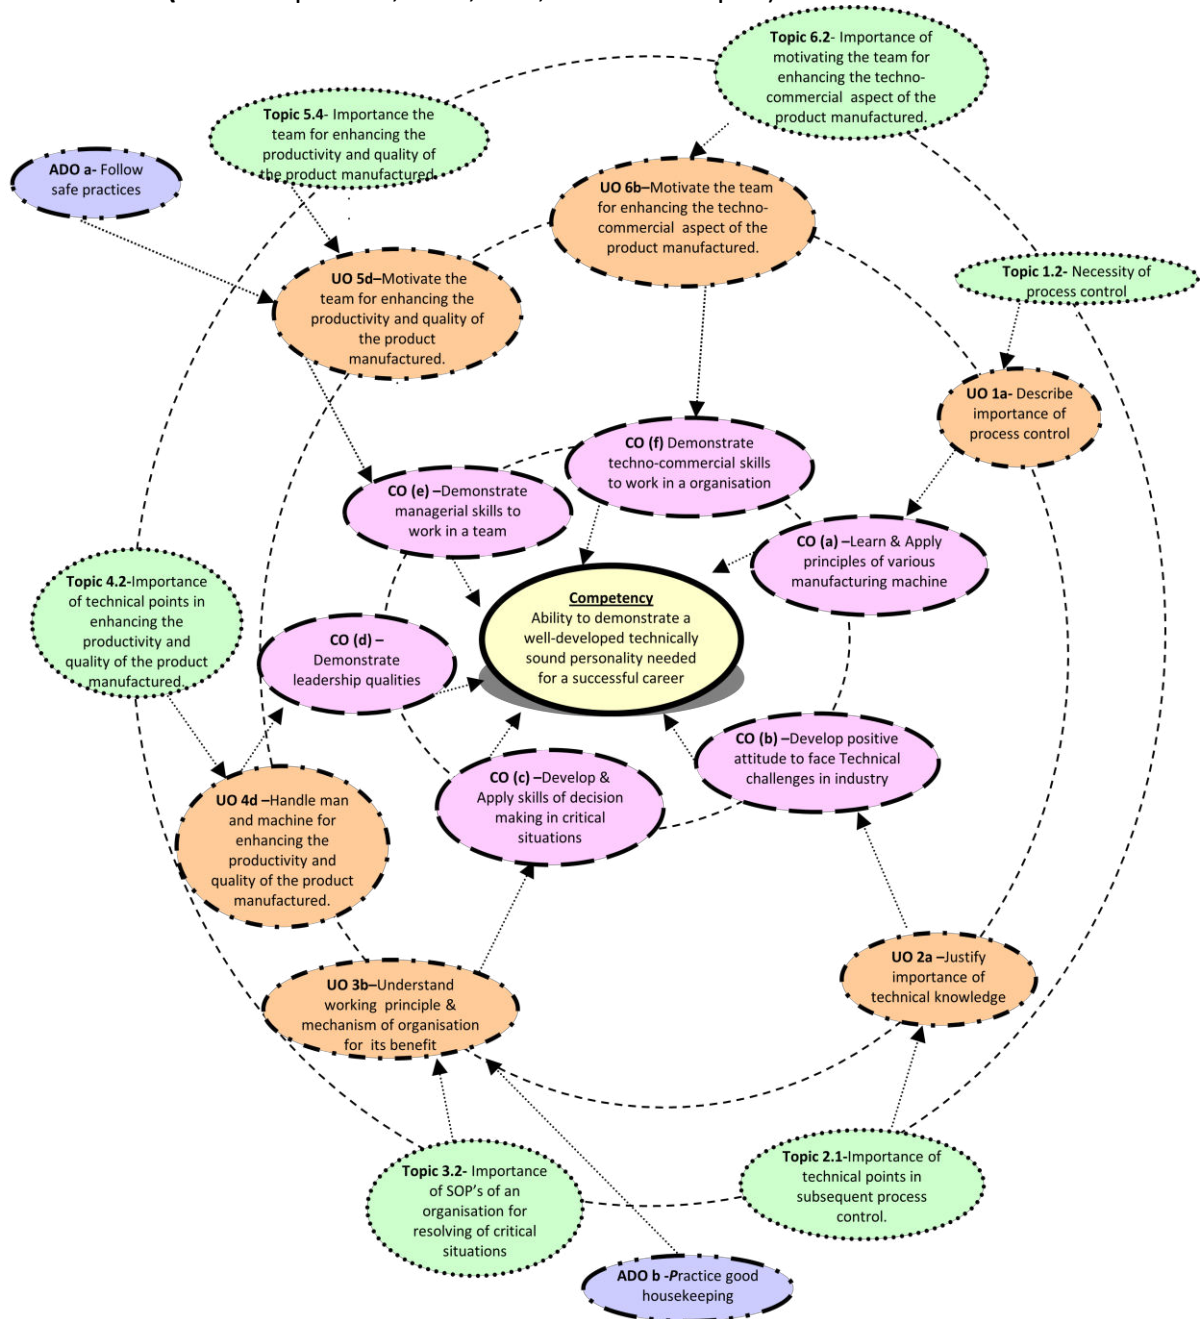 Topic 6.2- Importance of
motivating the team for
enhancing the techno-
commercial aspect of the
product manufactured.
Topic 5.4- Importance the
team for enhancing the
productivity and quality of
the product manufactured.
ADO a- Follow
safe practices
UO 6b–Motivate the team
for enhancing the techno-
commercial aspect of the
product manufactured.
UO 5d–Motivate the
team for enhancing the
productivity and quality of
the product
manufactured.
Topic 1.2- Necessity of
process control
UO 1a- Describe
importance of
process control
CO (f) Demonstrate
techno-commercial skills
to work in a organisation
CO (e) –Demonstrate
managerial skills to
work in a team
CO (a) –Learn & Apply
principles of various
manufacturing machine
Topic 4.2-Importance
of technical points in
enhancing the
productivity and
quality of the product
manufactured.
Competency
Ability to demonstrate a
well-developed technically
sound personality needed
for a successful career
CO (d) –
Demonstrate
leadership qualities
CO (b) –Develop positive
attitude to face Technical
challenges in industry
CO (c) –Develop &
Apply skills of decision
making in critical
situations
UO 4d –Handle man
and machine for
enhancing the
productivity and
quality of the product
manufactured.
UO 2a –Justify
importance of
technical knowledge
UO 3b–Understand
working principle &
mechanism of organisation
for its benefit
Topic 3.2- Importance
of SOP's of an
organisation for
resolving of critical
situations
Topic 2.1-Importance of
technical points in
subsequent process
control.
ADO b -Practice good
housekeeping